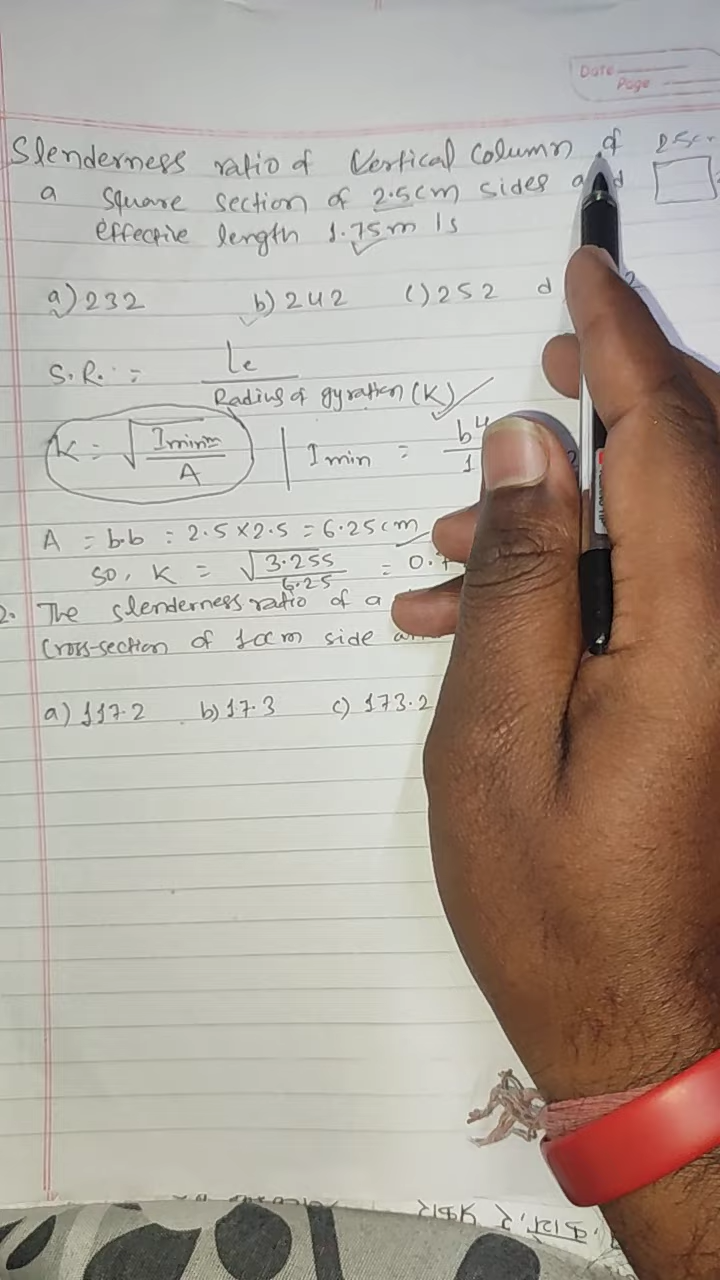 Date
Page
Slenderness ratio of Vertical Column of
a square section of 2.5cm sides
effective length 1.75m is
a) 232 b) 242 c) 252 d
S.R. = Le
Radius of gyration (K)
K = √ Imin A | Imin = b4
A = b.b = 2.5 × 2.5 = 6.25cm
SO, K = √ 3.255 6.25 = 0.7
2. The slenderness ratio of a
Cross-section of 10cm side
a) 117.2 b) 17.3 c) 173.2